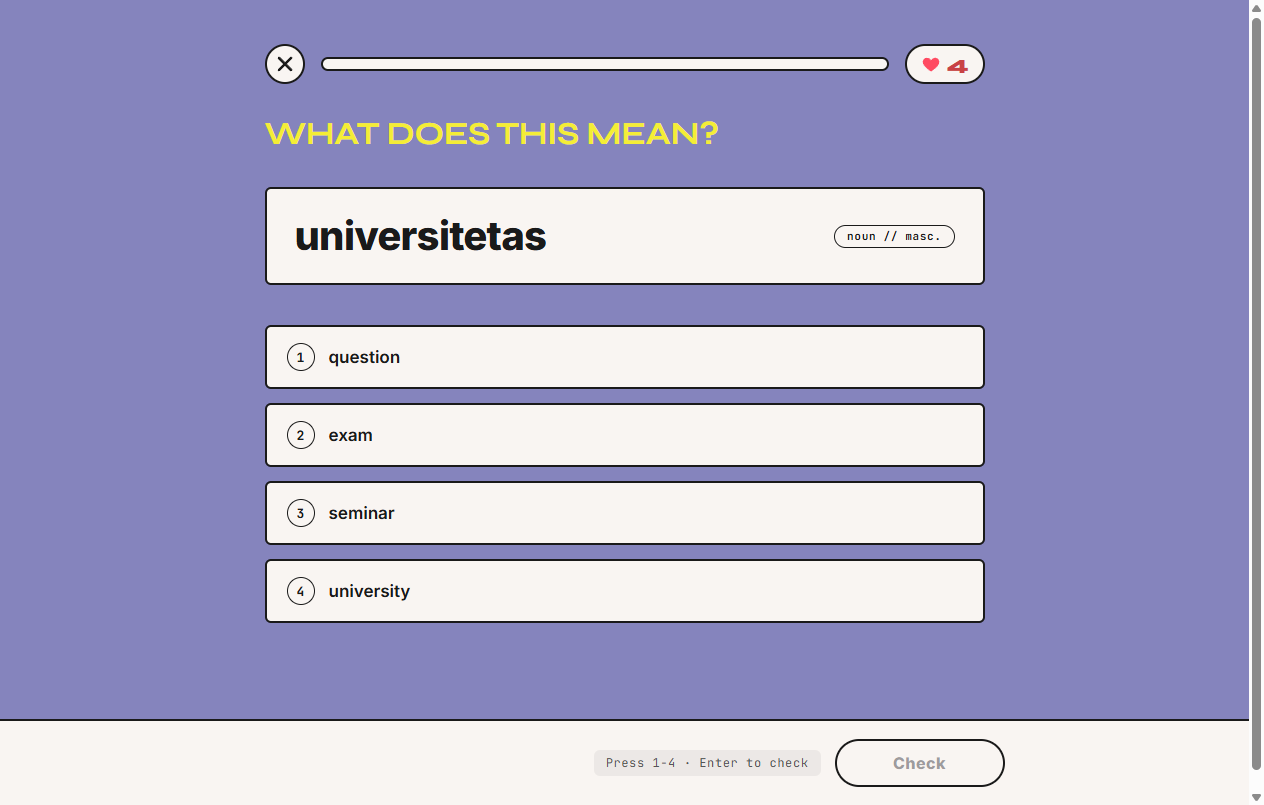 4
WHAT DOES THIS MEAN?
universitetas
noun // masc.
1 question
2 exam
3 seminar
4 university
Press 1-4 · Enter to check
Check